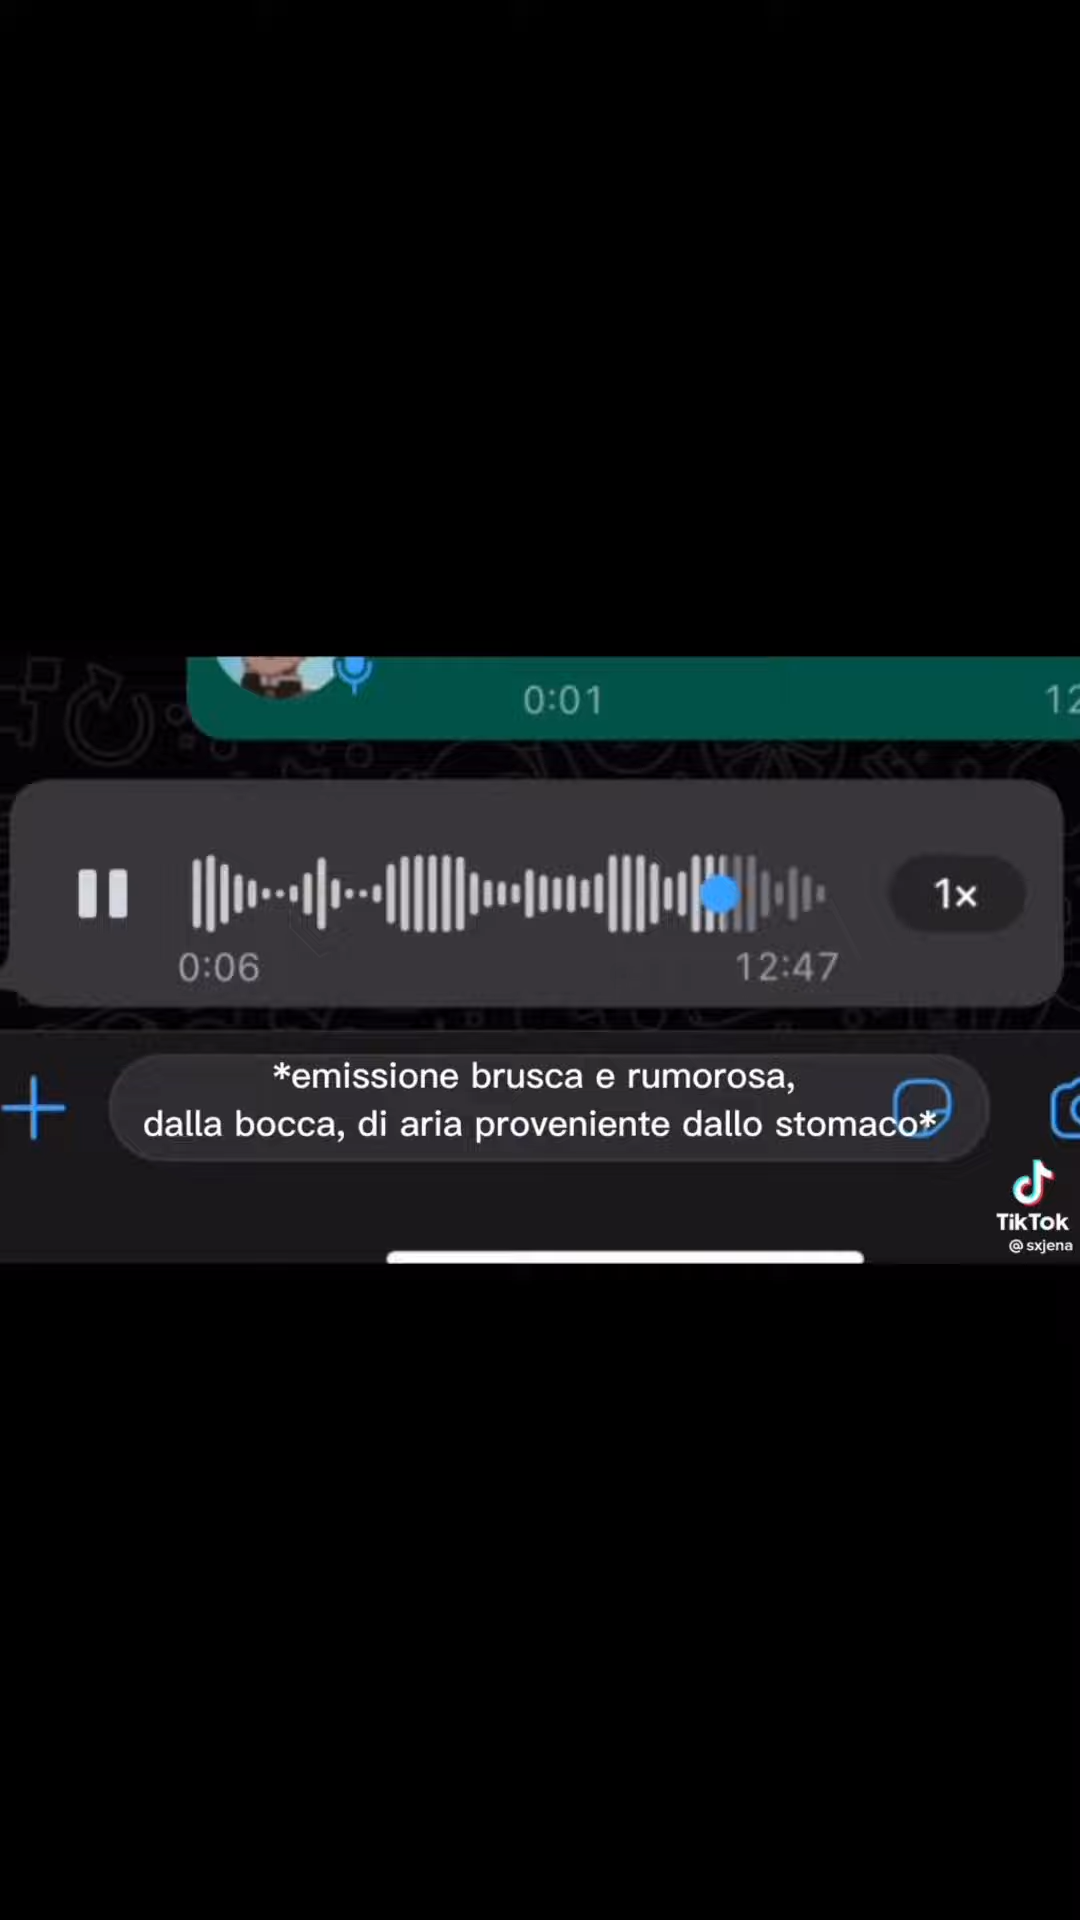 0:01
0:06
12:47
1x
*emissione brusca e rumorosa,
dalla bocca, di aria proveniente dallo stomaco*
TikTok
@sxjena